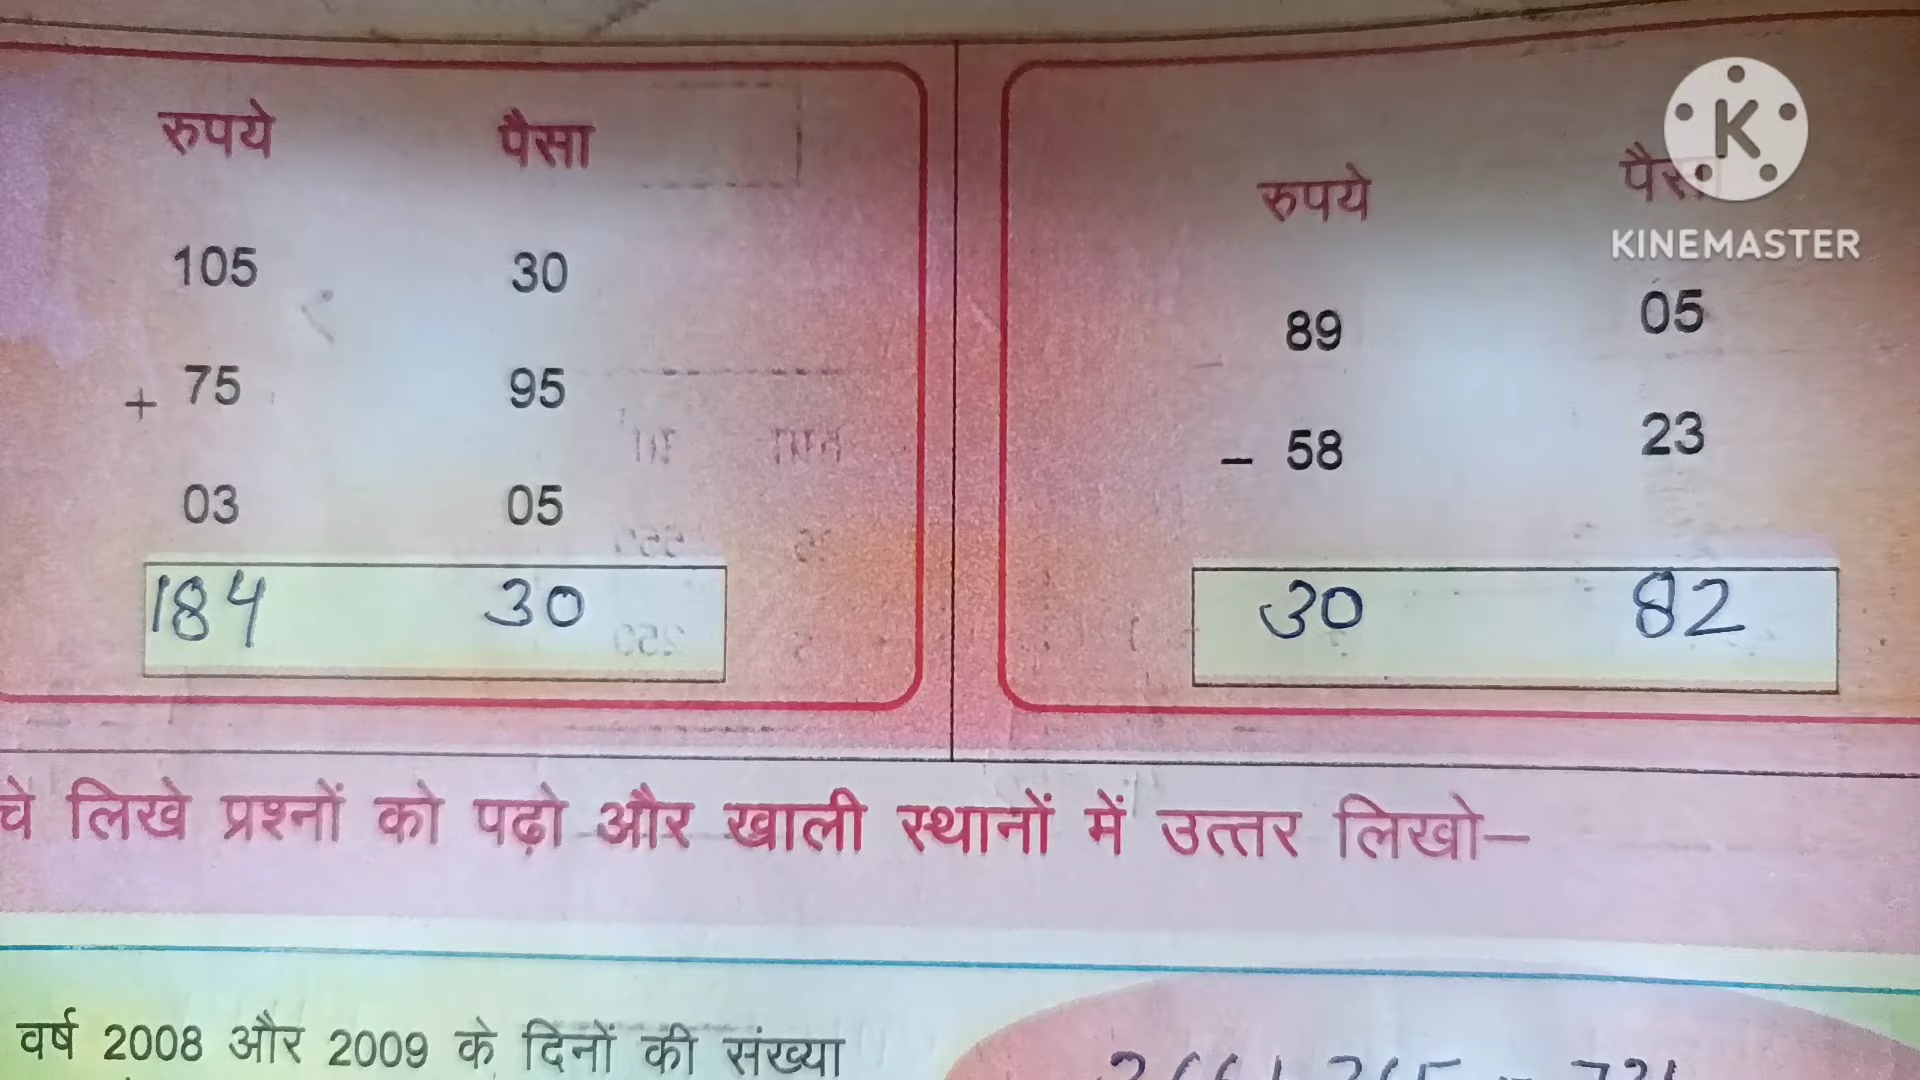 रुपये पैसा
105 30
+ 75 95
03 05
184 30
रुपये
KINEMASTER
89 05
– 58 23
30 82
चे लिखे प्रश्नों को पढ़ो और खाली स्थानों में उत्तर लिखो–
वर्ष 2008 और 2009 के दिनों की संख्या